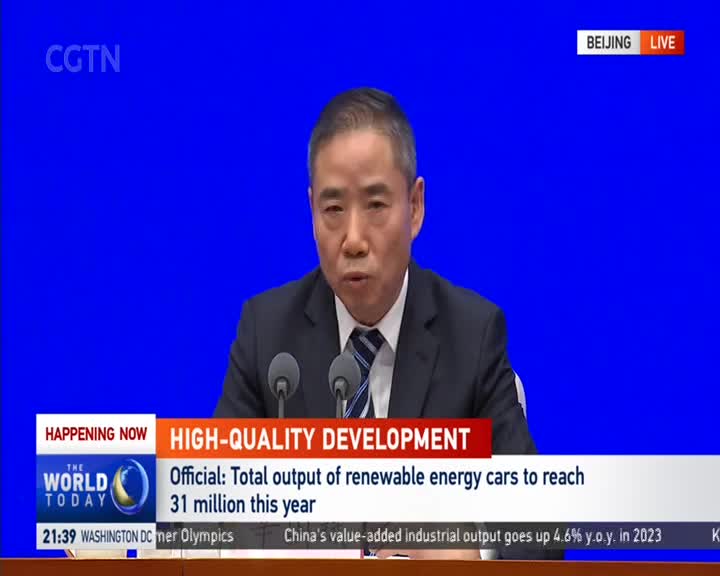 CGTN
BEIJING LIVE
HAPPENING NOW
HIGH-QUALITY DEVELOPMENT
THE WORLD TODAY
Official: Total output of renewable energy cars to reach
31 million this year
21:39 WASHINGTON DC mer Olympics China's value-added industrial output goes up 4.6% y.o.y. in 2023 K